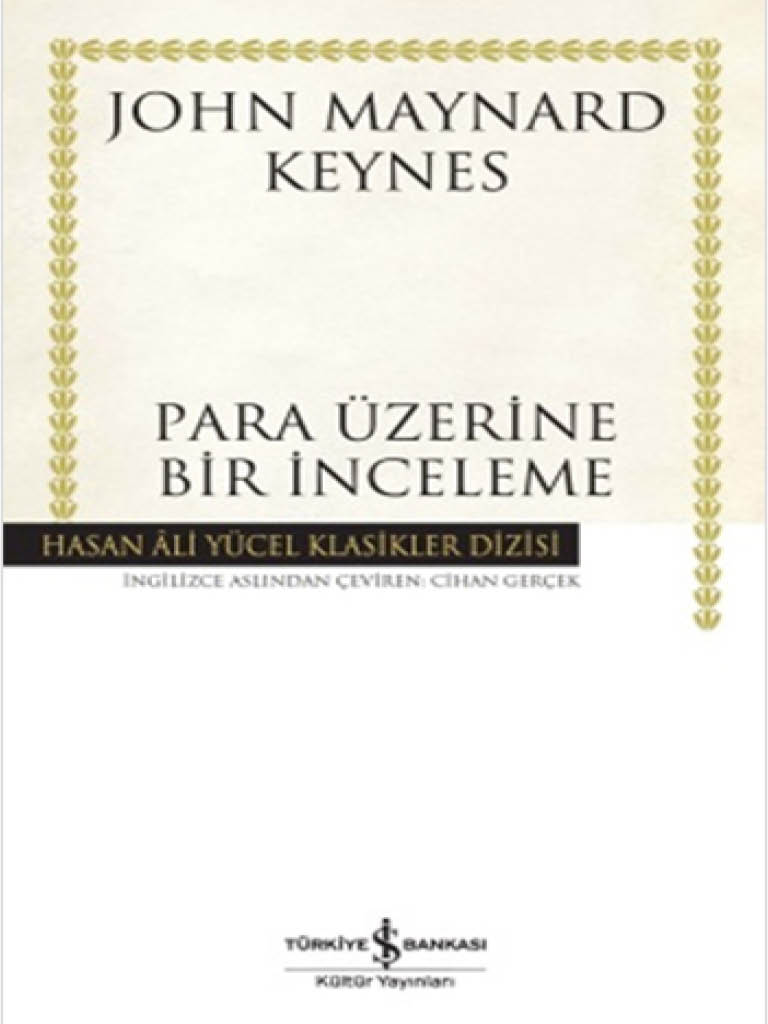 JOHN MAYNARD
KEYNES
PARA ÜZERİNE
BİR İNCELEME
HASAN ÂLİ YÜCEL KLASİKLER DİZİSİ
İNGİLİZCE ASLINDAN ÇEVİREN: CİHAN GERÇEK
TÜRKİYE İŞ BANKASI
Kültür Yayınları